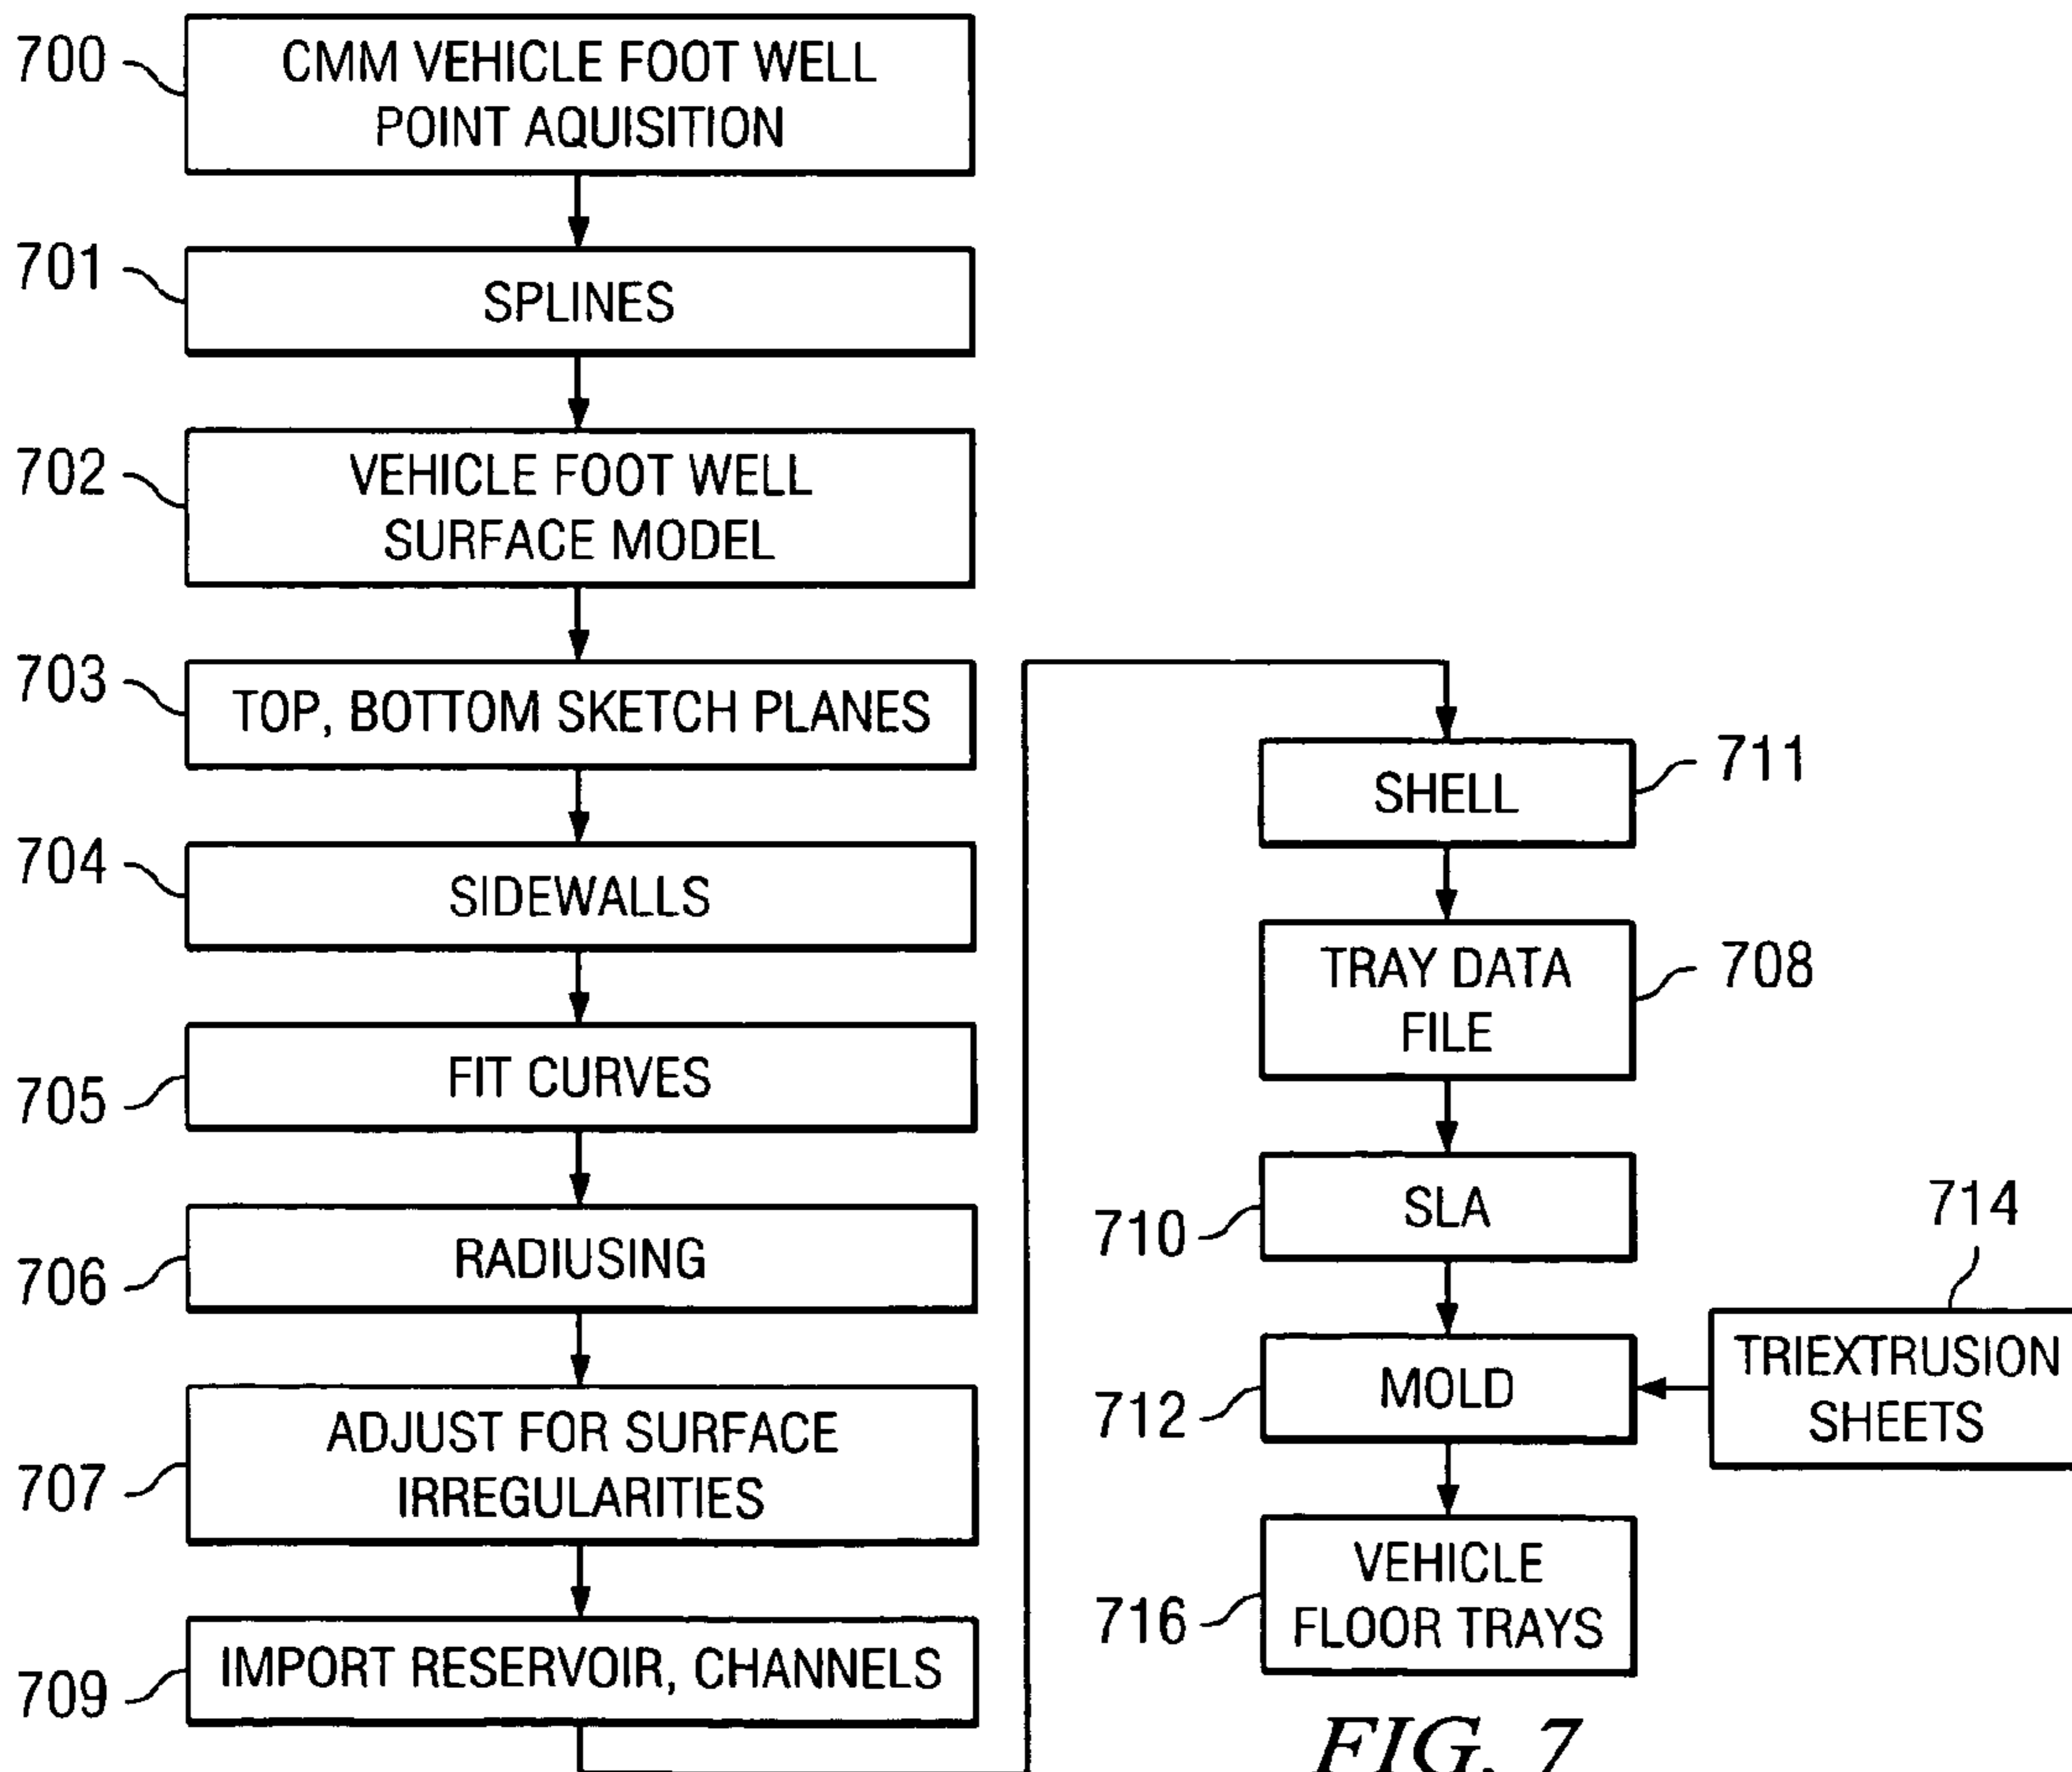 700
CMM VEHICLE FOOT WELL
POINT AQUISITION
701
SPLINES
702
VEHICLE FOOT WELL
SURFACE MODEL
703
TOP, BOTTOM SKETCH PLANES
704
SIDEWALLS
705
FIT CURVES
706
RADIUSING
707
ADJUST FOR SURFACE
IRREGULARITIES
709
IMPORT RESERVOIR, CHANNELS
SHELL
711
TRAY DATA
FILE
708
SLA
710
MOLD
712
714
TRIEXTRUSION
SHEETS
VEHICLE
FLOOR TRAYS
716
FIG. 7